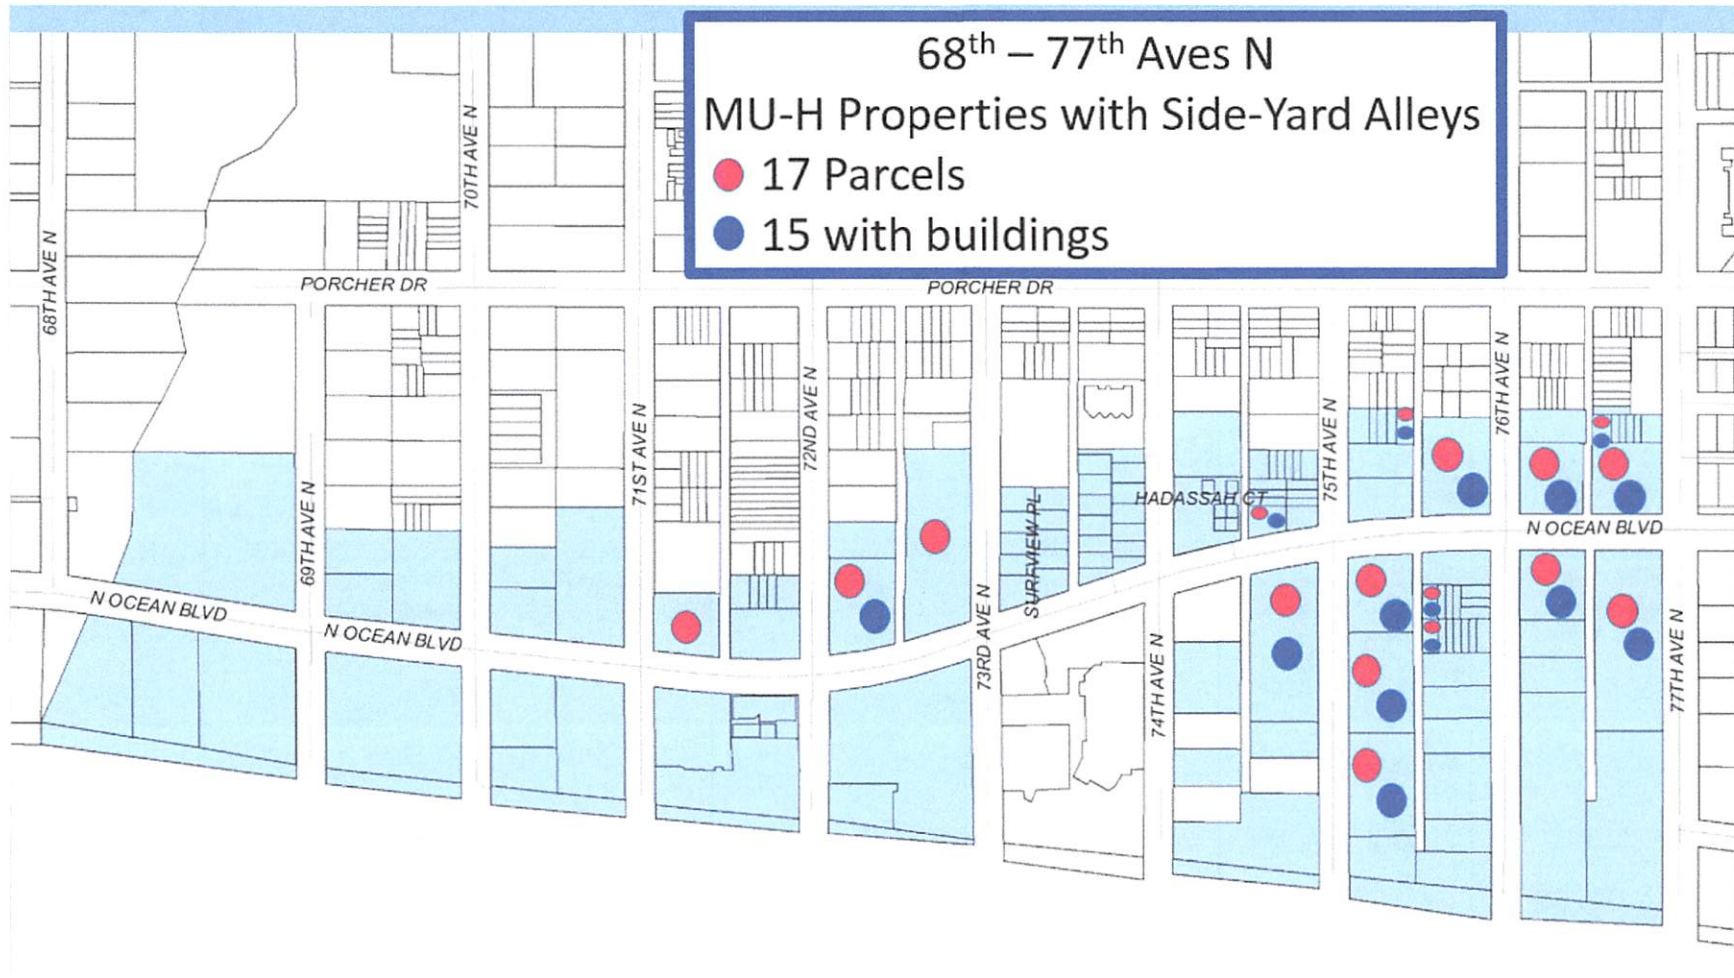 68th – 77th Aves N
MU-H Properties with Side-Yard Alleys
17 Parcels
15 with buildings
68TH AVE N
70TH AVE N
PORCHER DR
PORCHER DR
69TH AVE N
71ST AVE N
72ND AVE N
73RD AVE N
SURFVIEW PL
HADASSAH CT
74TH AVE N
75TH AVE N
76TH AVE N
77TH AVE N
N OCEAN BLVD
N OCEAN BLVD
N OCEAN BLVD